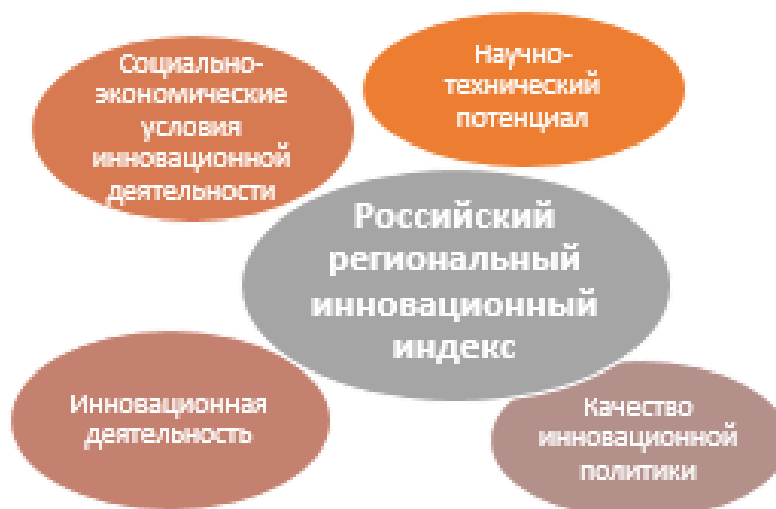 Социально-
экономические
условия
инновационной
деятельности
Научно-
технический
потенциал
Российский
региональный
инновационный
индекс
Инновационная
деятельность
Качество
инновационной
политики